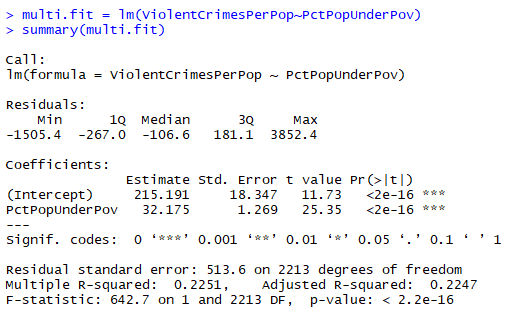 > multi.fit = lm(ViolentCrimesPerPop~PctPopUnderPov)
> summary(multi.fit)
Call:
lm(formula = ViolentCrimesPerPop ~ PctPopUnderPov)
Residuals:
Min 1Q Median 3Q Max
-1505.4 -267.0 -106.6 181.1 3852.4
Coefficients:
Estimate Std. Error t value Pr(>|t|)
(Intercept) 215.191 18.347 11.73 <2e-16 ***
PctPopUnderPov 32.175 1.269 25.35 <2e-16 ***
---
Signif. codes: 0 ‘***’ 0.001 ‘**’ 0.01 ‘*’ 0.05 ‘.’ 0.1 ‘ ’ 1
Residual standard error: 513.6 on 2213 degrees of freedom
Multiple R-squared: 0.2251, Adjusted R-squared: 0.2247
F-statistic: 642.7 on 1 and 2213 DF, p-value: < 2.2e-16